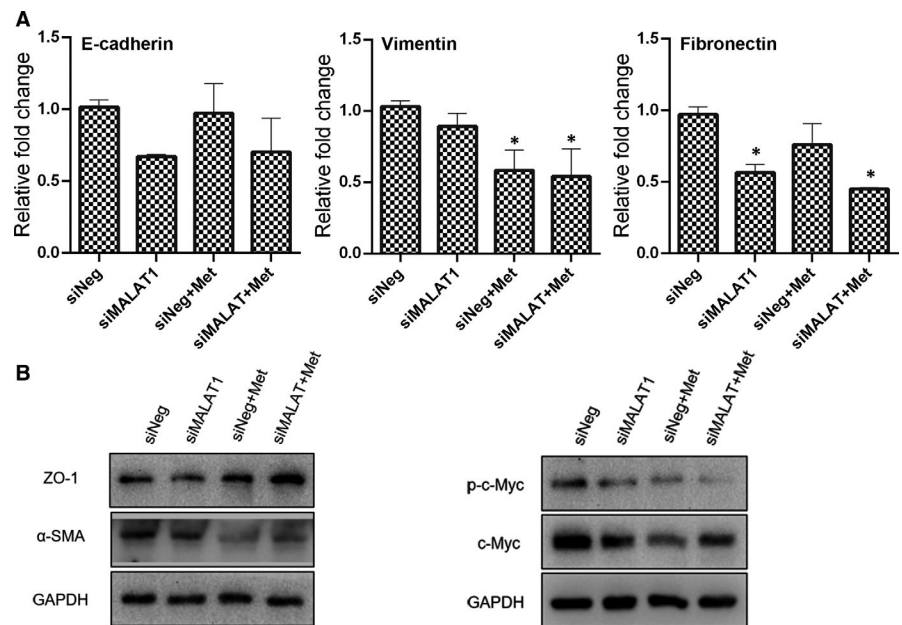 A
E-cadherin
Relative fold change
1.5
1.0
0.5
0.0
siNeg
siMALAT1
siNeg+Met
siMALAT+Met
Vimentin
Relative fold change
1.5
1.0
0.5
0.0
*
*
siNeg
siMALAT1
siNeg+Met
siMALAT+Met
Fibronectin
Relative fold change
1.5
1.0
0.5
0.0
*
*
siNeg
siMALAT1
siNeg+Met
siMALAT+Met
B
siNeg
siMALAT1
siNeg+Met
siMALAT+Met
ZO-1
α-SMA
GAPDH
siNeg
siMALAT1
siNeg+Met
siMALAT+Met
p-c-Myc
c-Myc
GAPDH